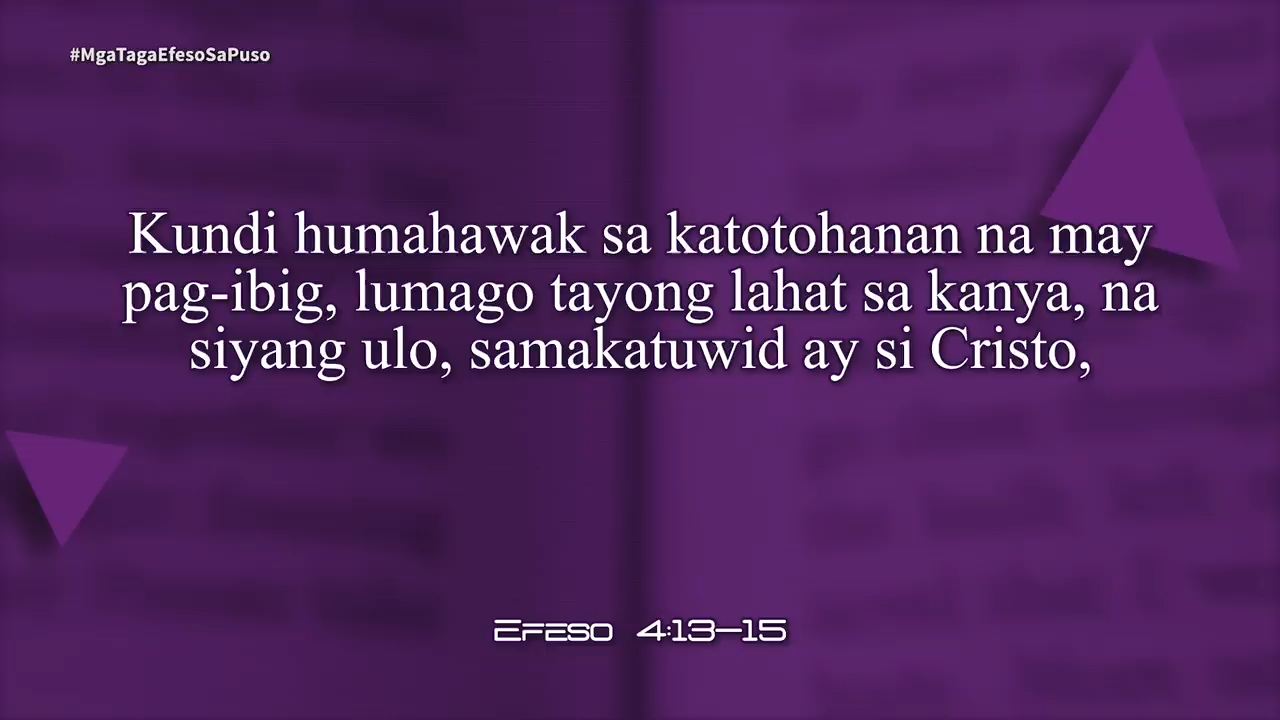 #MgaTagaEfesoSaPuso
Kundi humahawak sa katotohanan na may
pag-ibig, lumago tayong lahat sa kanya, na
siyang ulo, samakatuwid ay si Cristo,
Efeso 4:13-15